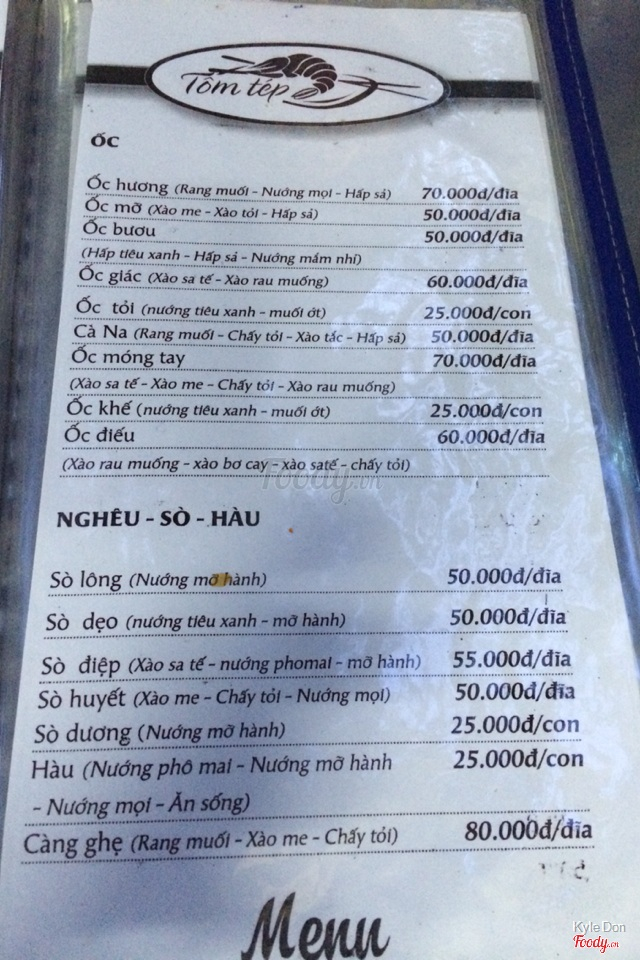 Tôm tép
ỐC
Ốc hương (Rang muối - Nướng mọi - Hấp sả) 70.000đ/đĩa
Ốc mỡ (Xào me - Xào tỏi - Hấp sả) 50.000đ/đĩa
Ốc bươu 50.000đ/đĩa
(Hấp tiêu xanh - Hấp sả - Nướng mắm nhỉ)
Ốc giác (Xào sa tế - Xào rau muống) 60.000đ/đĩa
Ốc tỏi (nướng tiêu xanh - muối ớt) 25.000đ/con
Cà Na (Rang muối - Chấy tỏi - Xào tắc - Hấp sả) 50.000đ/đĩa
Ốc móng tay 70.000đ/đĩa
(Xào sa tế - Xào me - Chấy tỏi - Xào rau muống)
Ốc khế (nướng tiêu xanh - muối ớt) 25.000đ/con
Ốc điếu 60.000đ/đĩa
(Xào rau muống - xào bơ cay - xào satế - chấy tỏi)
Foody.vn
NGHÊU - SÒ - HÀU
Sò lông (Nướng mỡ hành) 50.000đ/đĩa
Sò dẹo (nướng tiêu xanh - mỡ hành) 50.000đ/đĩa
Sò điệp (Xào sa tế - nướng phomai - mỡ hành) 55.000đ/đĩa
Sò huyết (Xào me - Chấy tỏi - Nướng mọi) 50.000đ/đĩa
Sò dương (Nướng mỡ hành) 25.000đ/con
Hàu (Nướng phô mai - Nướng mỡ hành 25.000đ/con
- Nướng mọi - Ăn sống)
Càng ghẹ (Rang muối - Xào me - Chấy tỏi) 80.000đ/đĩa
Menu
Kyle Don
Foody.vn